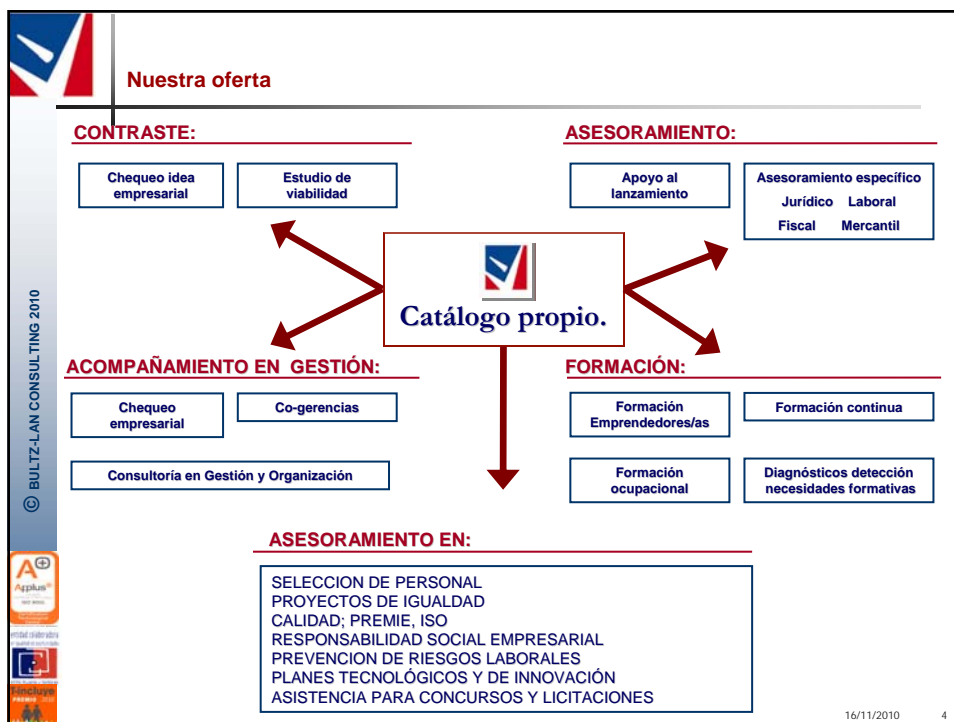 Nuestra oferta
CONTRASTE:
Chequeo idea
empresarial
Estudio de
viabilidad
ASESORAMIENTO:
Apoyo al
lanzamiento
Asesoramiento específico
Jurídico Laboral
Fiscal Mercantil
Catálogo propio.
ACOMPAÑAMIENTO EN GESTIÓN:
Chequeo
empresarial
Co-gerencias
Consultoría en Gestión y Organización
FORMACIÓN:
Formación
Emprendedores/as
Formación continua
Formación
ocupacional
Diagnósticos detección
necesidades formativas
ASESORAMIENTO EN:
SELECCION DE PERSONAL
PROYECTOS DE IGUALDAD
CALIDAD; PREMIE, ISO
RESPONSABILIDAD SOCIAL EMPRESARIAL
PREVENCION DE RIESGOS LABORALES
PLANES TECNOLÓGICOS Y DE INNOVACIÓN
ASISTENCIA PARA CONCURSOS Y LICITACIONES
© BULTZ-LAN CONSULTING 2010
A+
Applus
T-incluye
16/11/2010 4